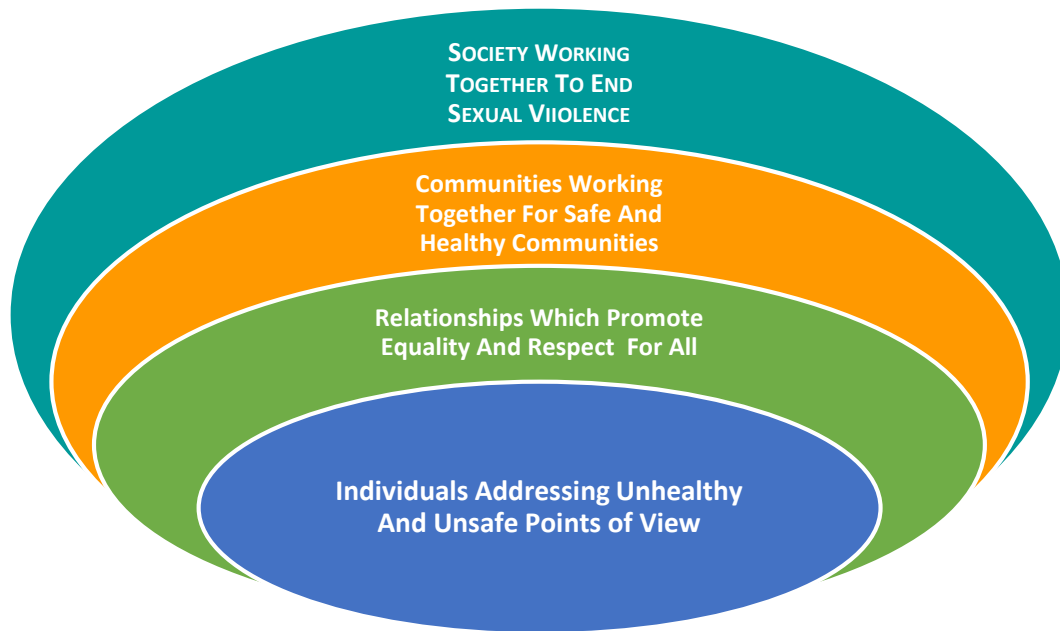 SOCIETY WORKING
TOGETHER TO END
SEXUAL VIIOLENCE
Communities Working
Together For Safe And
Healthy Communities
Relationships Which Promote
Equality And Respect  For All
Individuals Addressing Unhealthy
And Unsafe Points of View